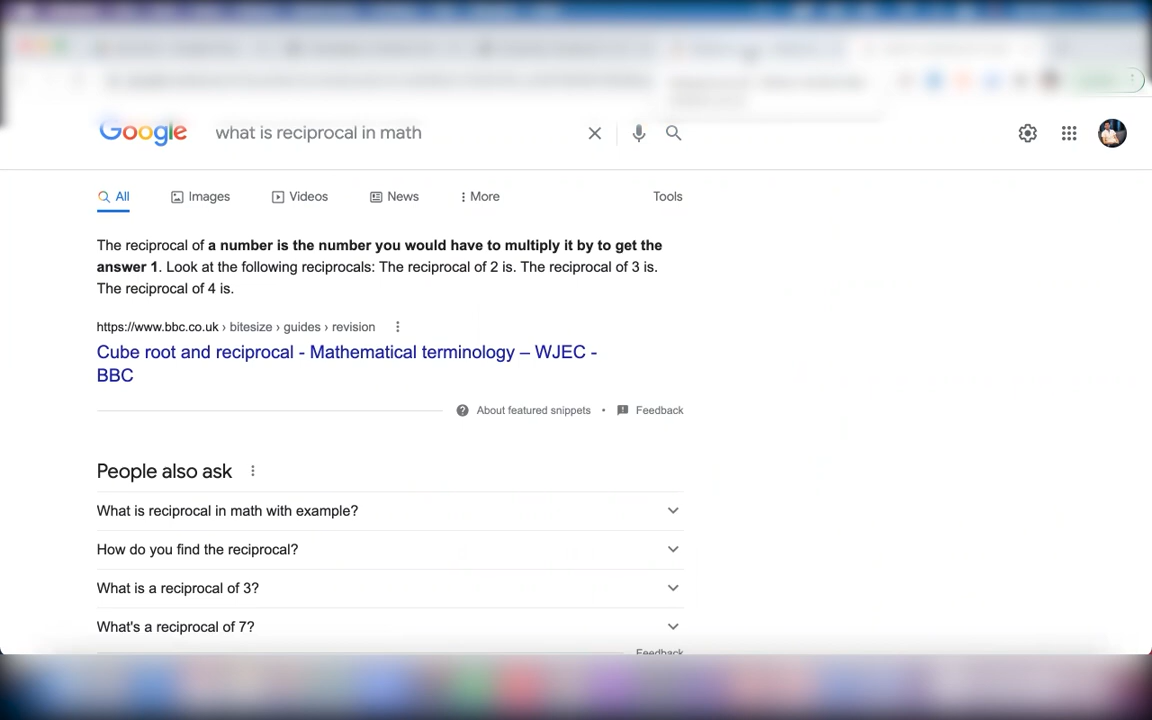 Google what is reciprocal in math
All Images Videos News More Tools
The reciprocal of a number is the number you would have to multiply it by to get the
answer 1. Look at the following reciprocals: The reciprocal of 2 is. The reciprocal of 3 is.
The reciprocal of 4 is.
https://www.bbc.co.uk › bitesize › guides › revision
Cube root and reciprocal - Mathematical terminology – WJEC -
BBC
About featured snippets • Feedback
People also ask
What is reciprocal in math with example?
How do you find the reciprocal?
What is a reciprocal of 3?
What's a reciprocal of 7?
Feedback